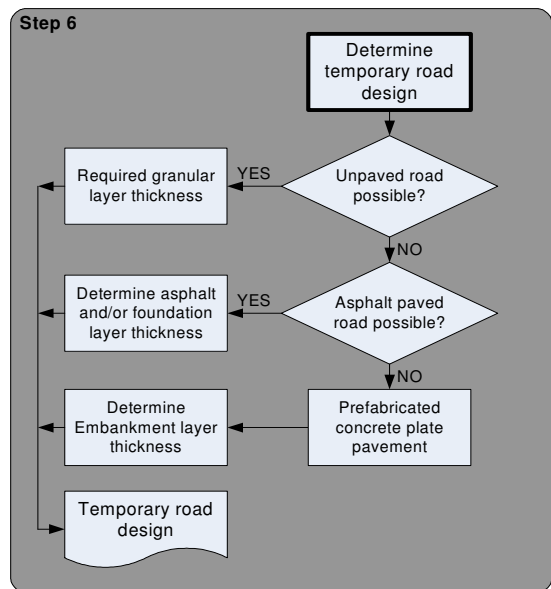 Step 6
Determine
temporary road
design
Unpaved road
possible?
YES
Required granular
layer thickness
NO
Asphalt paved
road possible?
YES
Determine asphalt
and/or foundation
layer thickness
NO
Prefabricated
concrete plate
pavement
Determine
Embankment layer
thickness
Temporary road
design